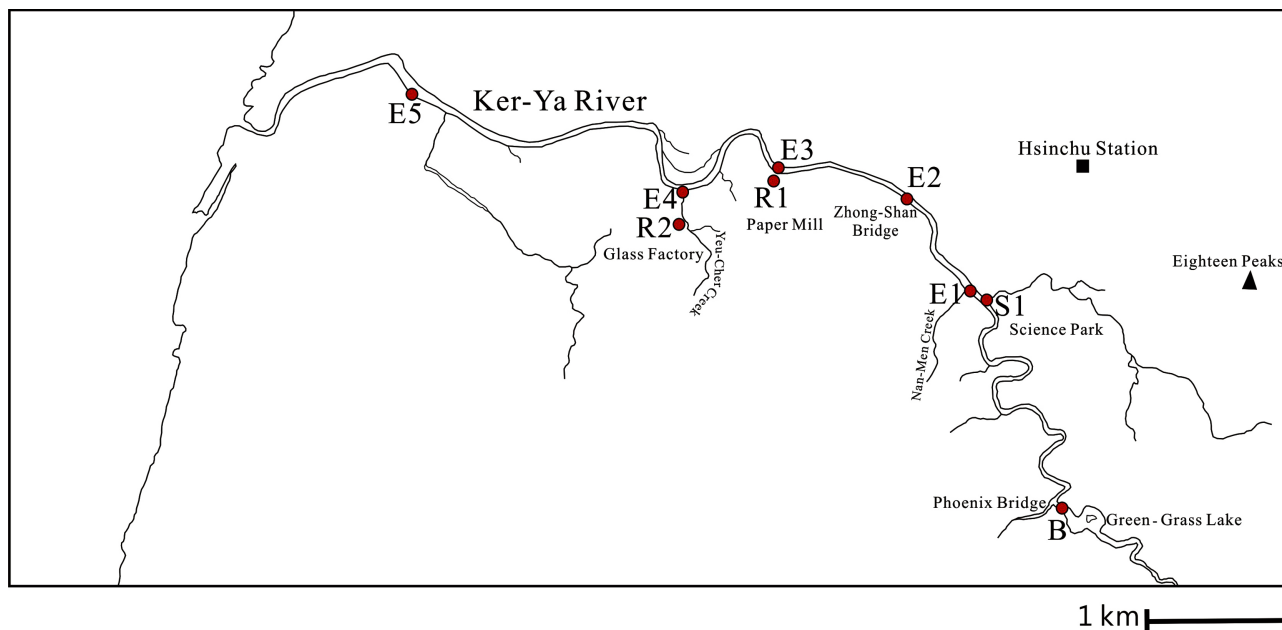 Ker-Ya River
E5
E3
Hsinchu Station
E2
E4
R1
Zhong-Shan
Bridge
R2
Paper Mill
Glass Factory
Yeu-Cher Creek
Eighteen Peaks
E1
S1
Science Park
Nan-Men Creek
Phoenix Bridge
Green-Grass Lake
B
1 km